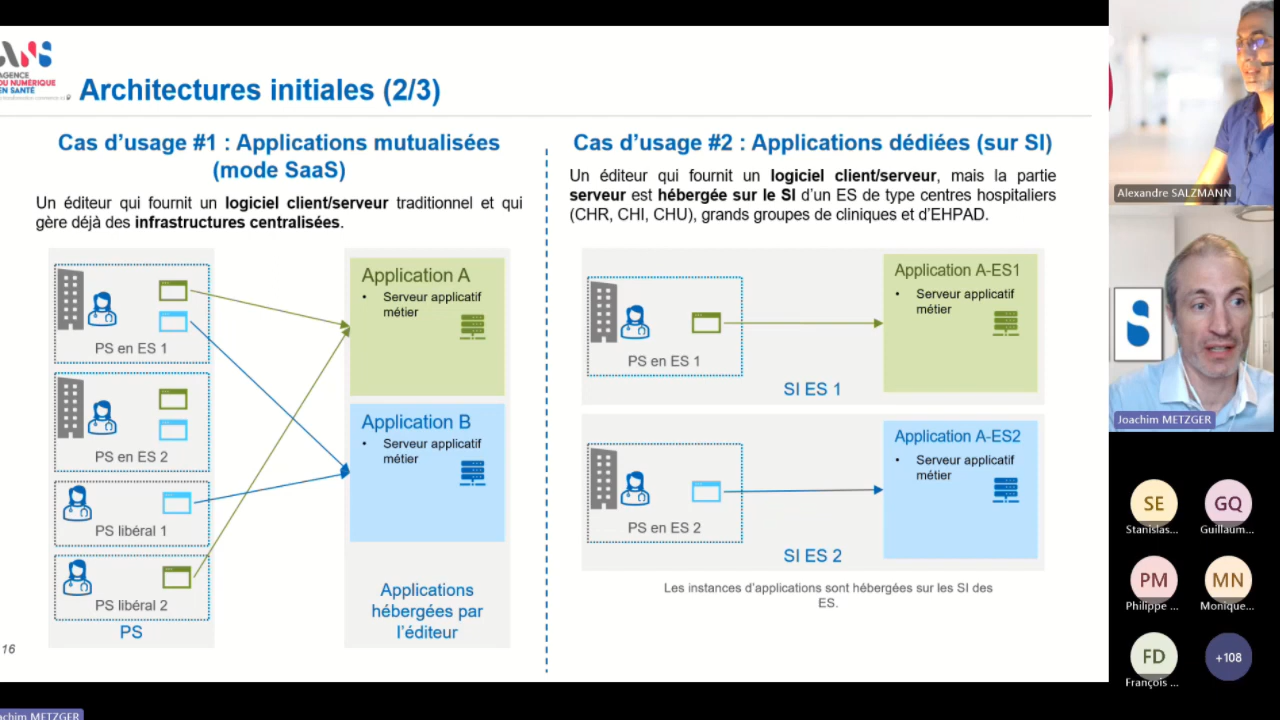 AGENCE
DU NUMÉRIQUE
EN SANTÉ
Architectures initiales (2/3)
Cas d'usage #1 : Applications mutualisées
(mode SaaS)
Un éditeur qui fournit un logiciel client/serveur traditionnel et qui
gère déjà des infrastructures centralisées.
PS en ES 1
PS en ES 2
PS libéral 1
PS libéral 2
PS
Application A
• Serveur applicatif
métier
Application B
• Serveur applicatif
métier
Applications
hébergées par
l'éditeur
Cas d'usage #2 : Applications dédiées (sur SI)
Un éditeur qui fournit un logiciel client/serveur, mais la partie
serveur est hébergée sur le SI d'un ES de type centres hospitaliers
(CHR, CHI, CHU), grands groupes de cliniques et d'EHPAD.
PS en ES 1
SI ES 1
Application A-ES1
• Serveur applicatif
métier
PS en ES 2
SI ES 2
Application A-ES2
• Serveur applicatif
métier
Les instances d'applications sont hébergées sur les SI des
ES.
16
Alexandre SALZMANN
Joachim METZGER
SE
Stanislas...
GQ
Guillaum...
PM
Philippe ...
MN
Monique...
FD
François ...
+108
achim METZGER